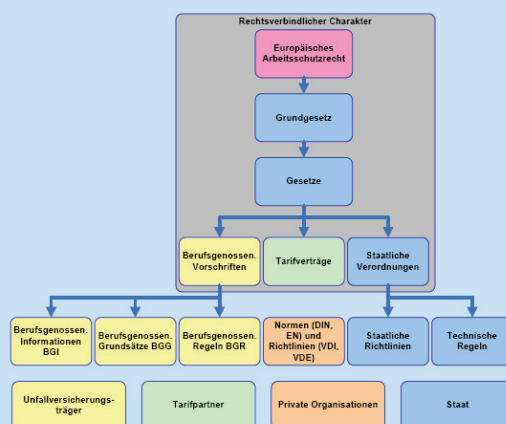 Rechtsverbindlicher Charakter
Europäisches
Arbeitsschutzrecht
Grundgesetz
Gesetze
Berufsgenossen.
Vorschriften
Tarifverträge
Staatliche
Verordnungen
Berufsgenossen.
Informationen
BGI
Berufsgenossen.
Grundsätze BGG
Berufsgenossen.
Regeln BGR
Normen (DIN,
EN) und
Richtlinien (VDI,
VDE)
Staatliche
Richtlinien
Technische
Regeln
Unfallversicherungs-
träger
Tarifpartner
Private Organisationen
Staat